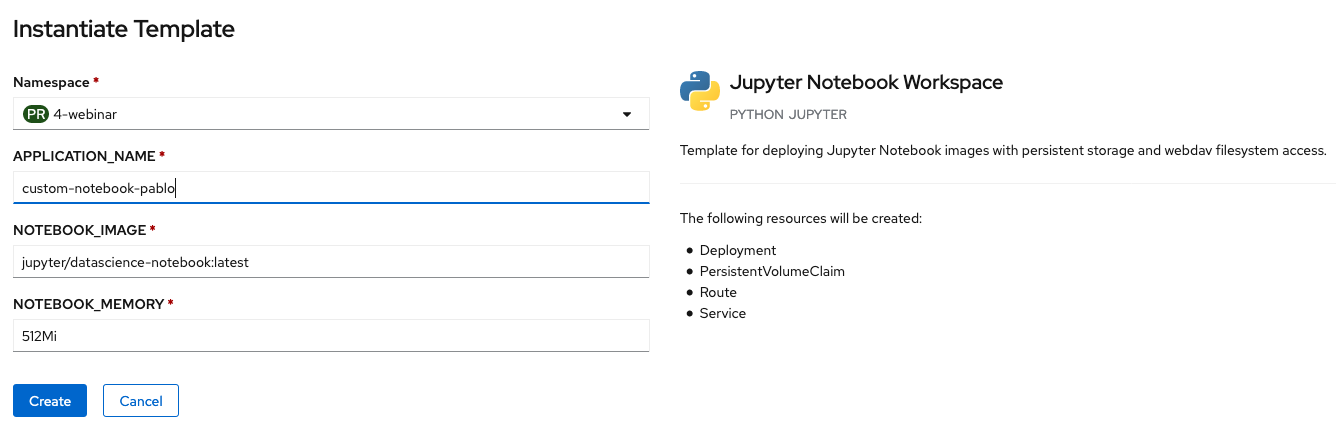 Instantiate Template
Namespace *
PR 4-webinar
APPLICATION_NAME *
custom-notebook-pablo
NOTEBOOK_IMAGE *
jupyter/datascience-notebook:latest
NOTEBOOK_MEMORY *
512Mi
Create Cancel
Jupyter Notebook Workspace
PYTHON JUPYTER
Template for deploying Jupyter Notebook images with persistent storage and webdav filesystem access.
The following resources will be created:
• Deployment
• PersistentVolumeClaim
• Route
• Service